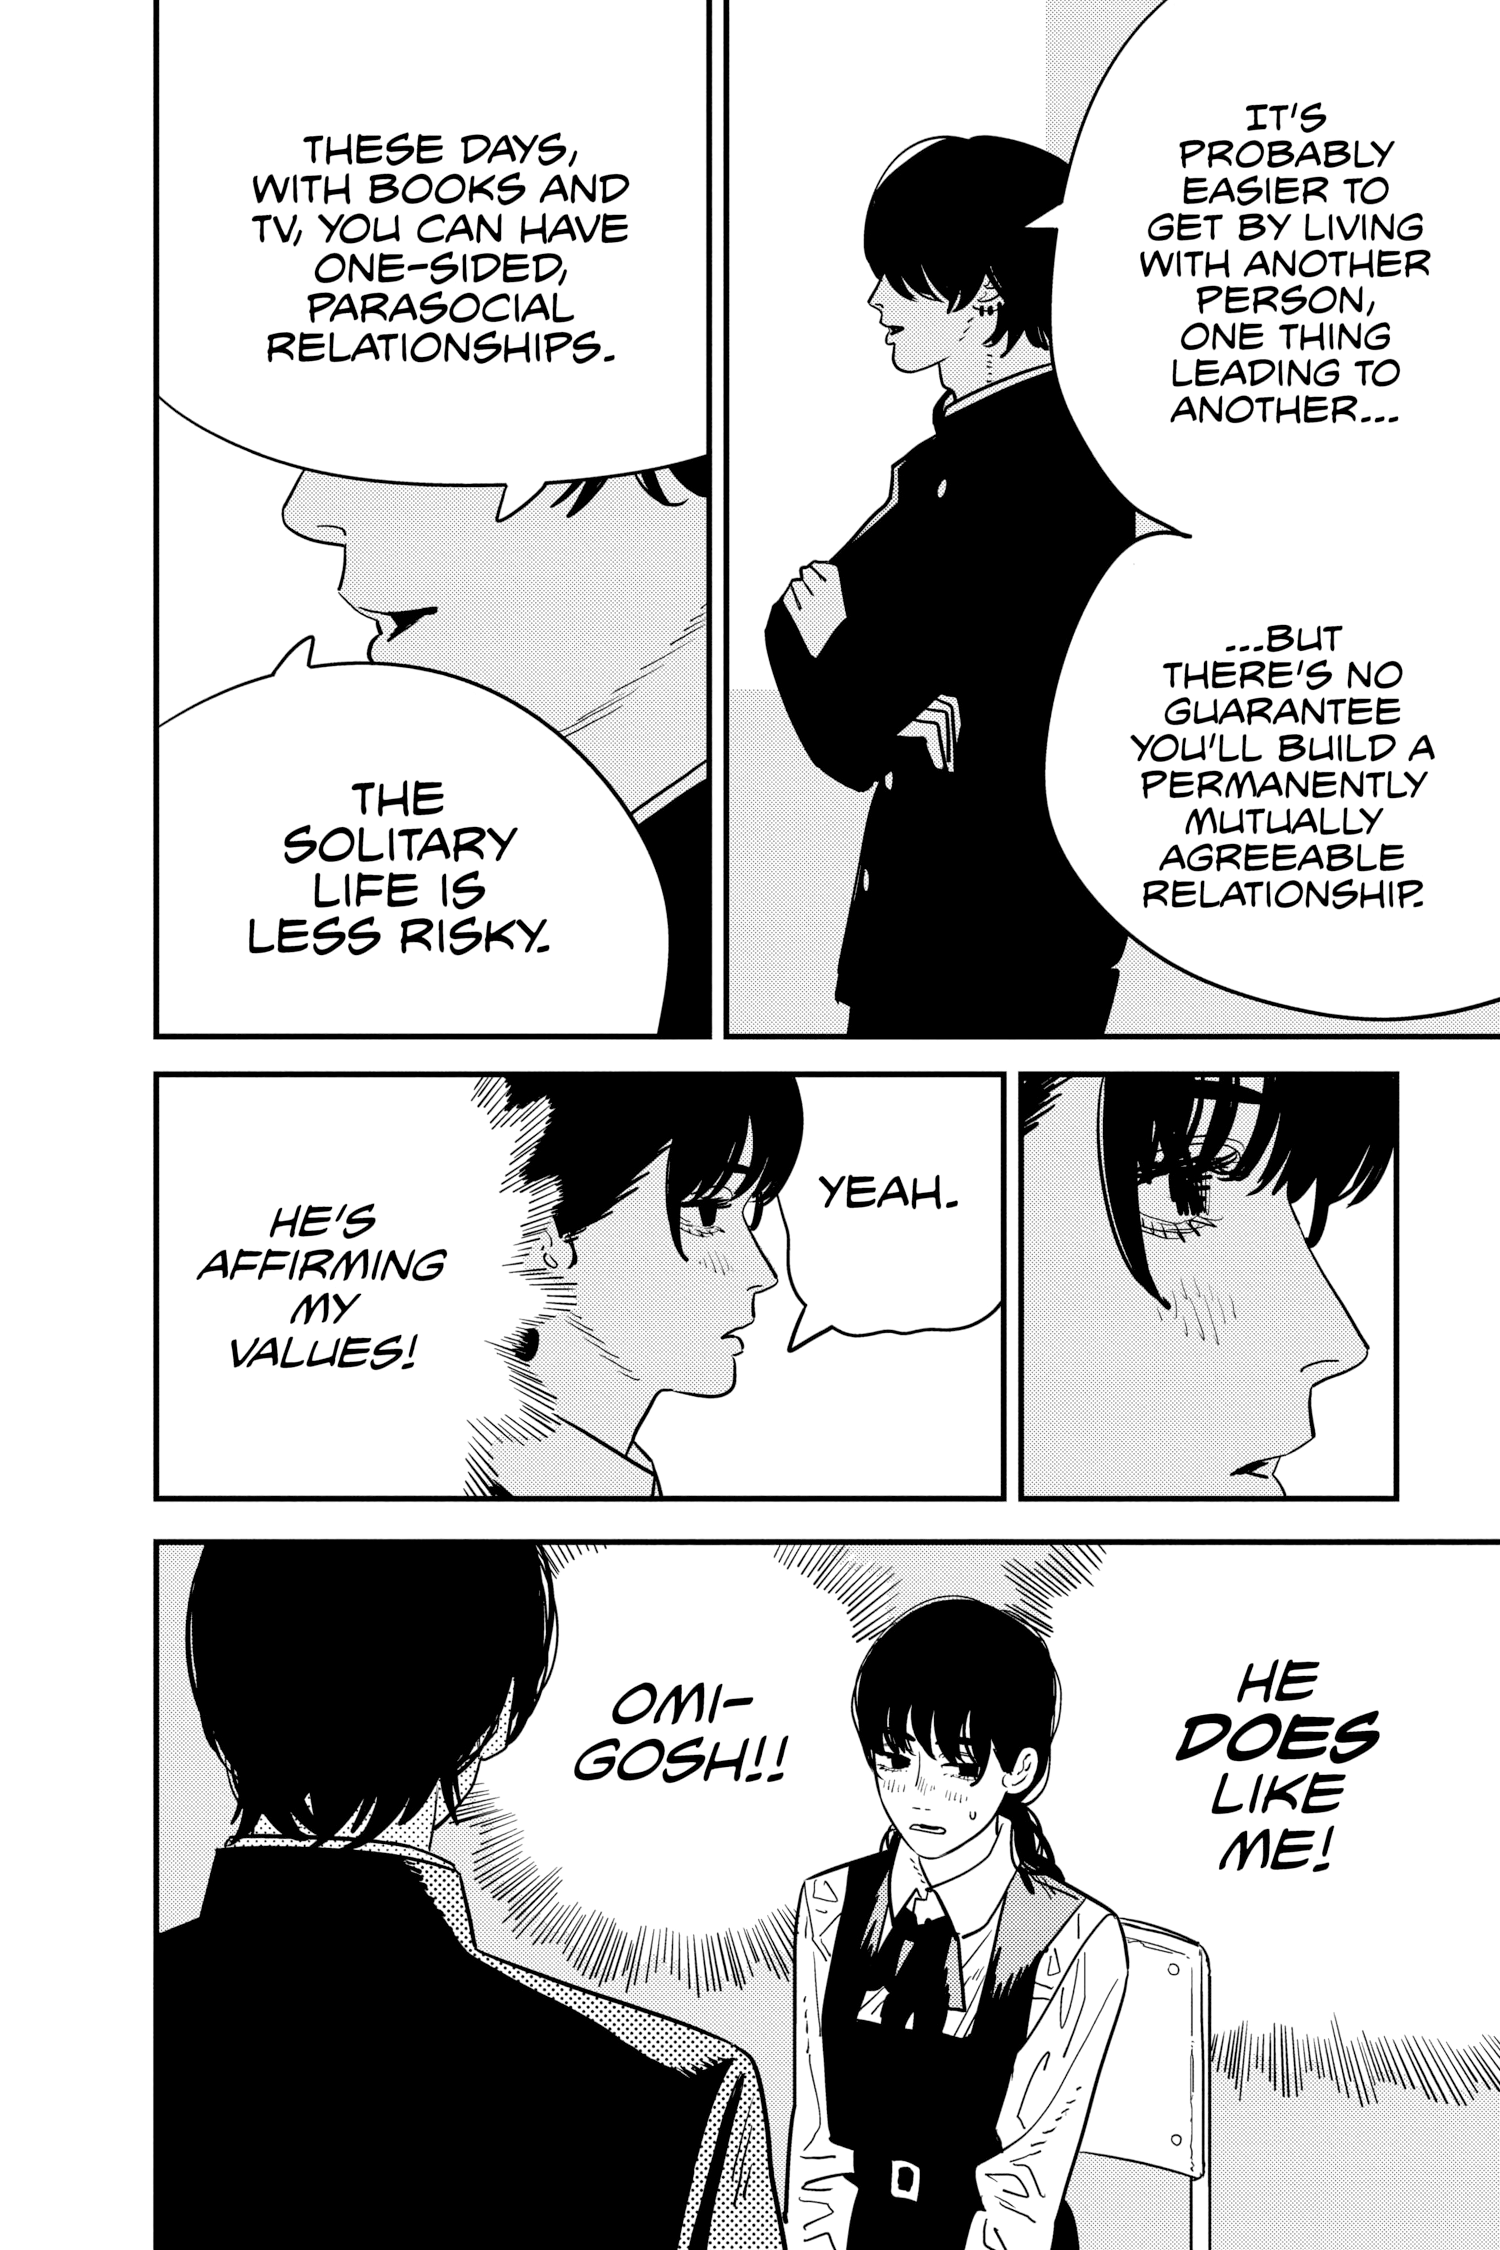 IT'S
PROBABLY
EASIER TO
GET BY LIVING
WITH ANOTHER
PERSON,
ONE THING
LEADING TO
ANOTHER...
...BUT
THERE'S NO
GUARANTEE
YOU'LL BUILD A
PERMANENTLY
MUTUALLY
AGREEABLE
RELATIONSHIP.
THESE DAYS,
WITH BOOKS AND
TV, YOU CAN HAVE
ONE-SIDED,
PARASOCIAL
RELATIONSHIPS.
THE
SOLITARY
LIFE IS
LESS RISKY.
YEAH.
HE'S
AFFIRMING
MY
VALUES!
HE
DOES
LIKE
ME!
OMI-
GOSH!!